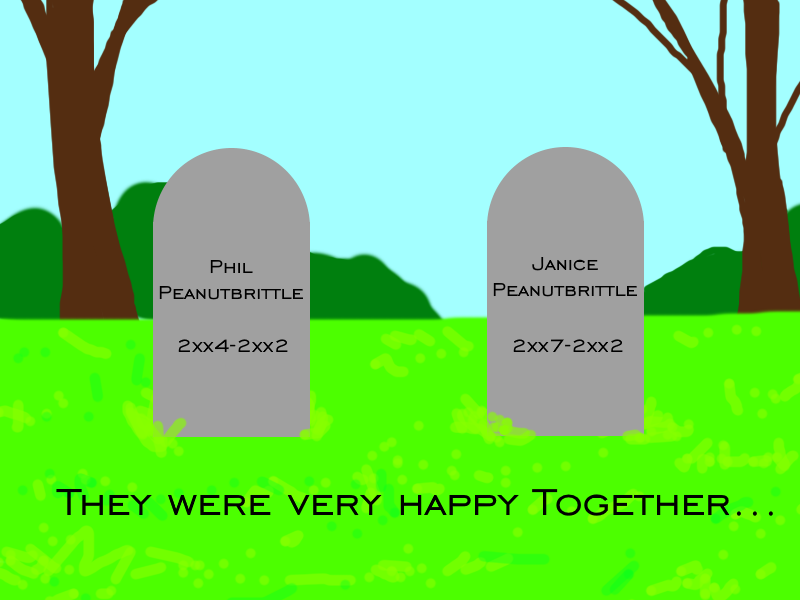 Phil
Peanutbrittle
2xx4-2xx2
Janice
Peanutbrittle
2xx7-2xx2
They were very happy Together...